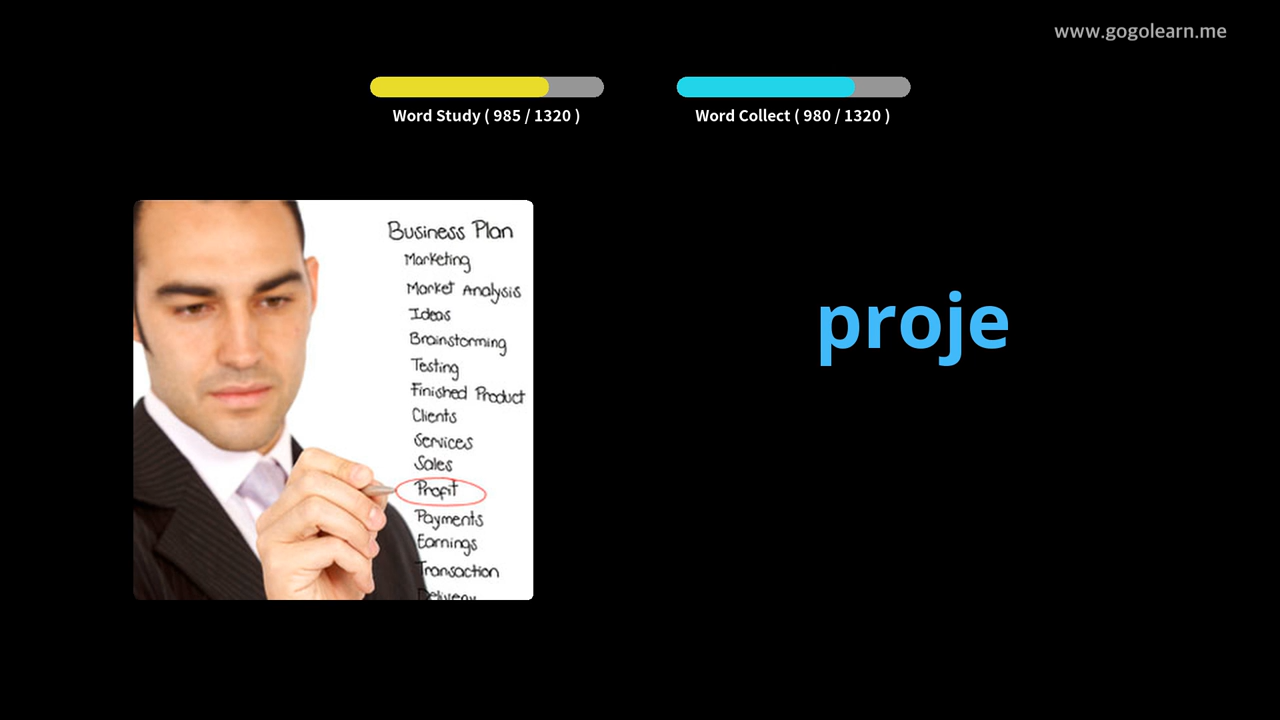 www.gogolearn.me
Word Study ( 985 / 1320 )
Word Collect ( 980 / 1320 )
Business Plan
Marketing
Market Analysis
Ideas
Brainstorming
Testing
Finished Product
Clients
Services
Sales
Profit
Payments
Earnings
Transaction
Delivery
proje